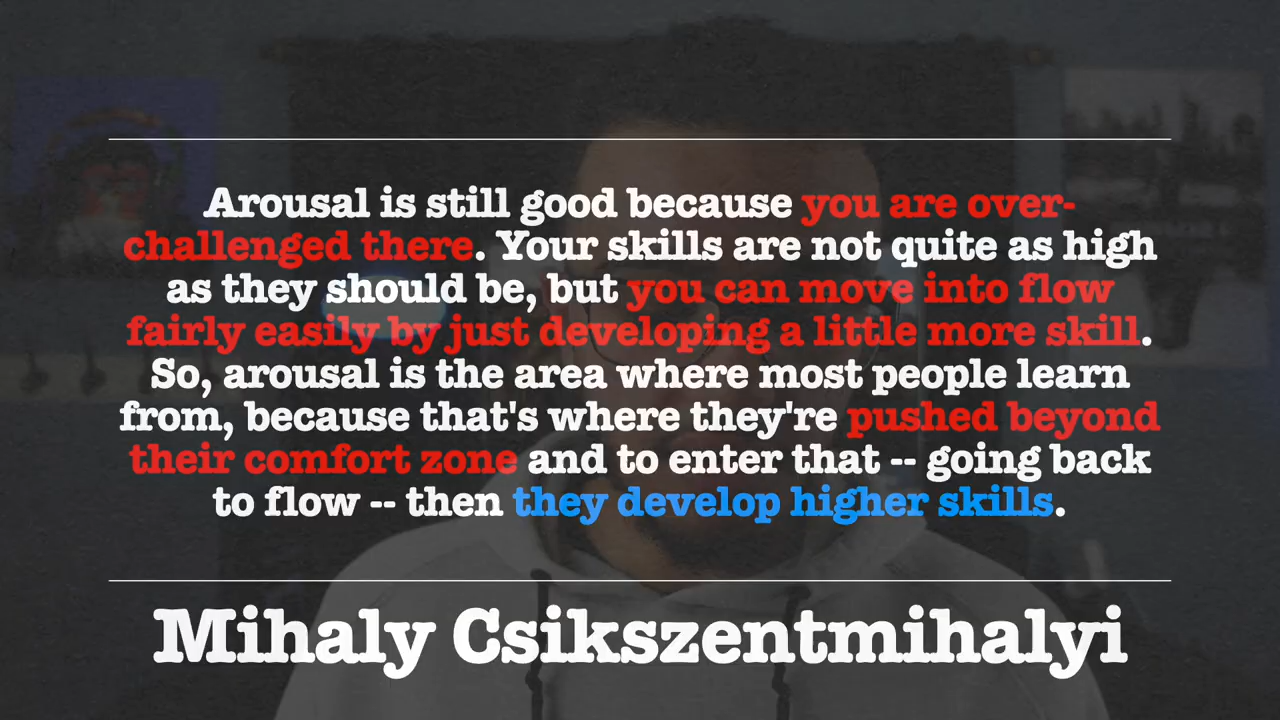 Arousal is still good because you are over-
challenged there. Your skills are not quite as high
as they should be, but you can move into flow
fairly easily by just developing a little more skill.
So, arousal is the area where most people learn
from, because that's where they're pushed beyond
their comfort zone and to enter that -- going back
to flow -- then they develop higher skills.
Mihaly Csikszentmihalyi